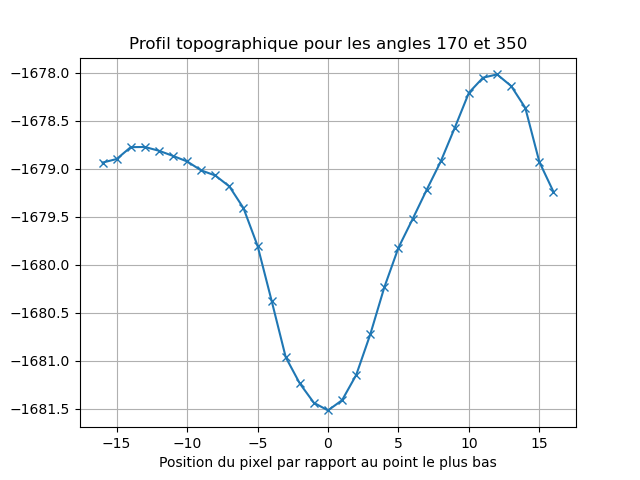 Profil topographique pour les angles 170 et 350
−1678.0
−1678.5
−1679.0
−1679.5
−1680.0
−1680.5
−1681.0
−1681.5
−15 −10 −5 0 5 10 15
Position du pixel par rapport au point le plus bas